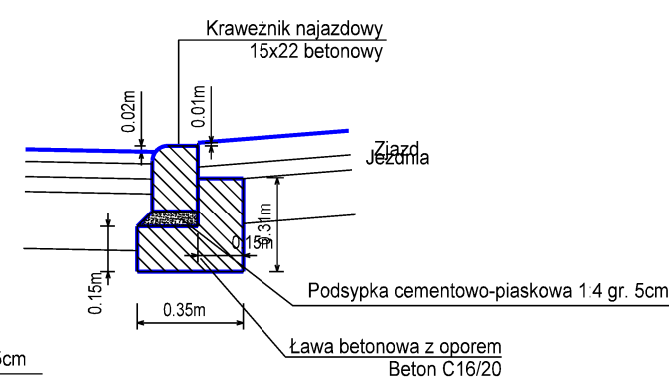 Krawężnik najazdowy
15x22 betonowy
0.02m
0.01m
Zjazd
Jezdnia
0.31m
0.15m
0.15m
Podsypka cementowo-piaskowa 1:4 gr. 5cm
0.35m
Ława betonowa z oporem
5cm
Beton C16/20